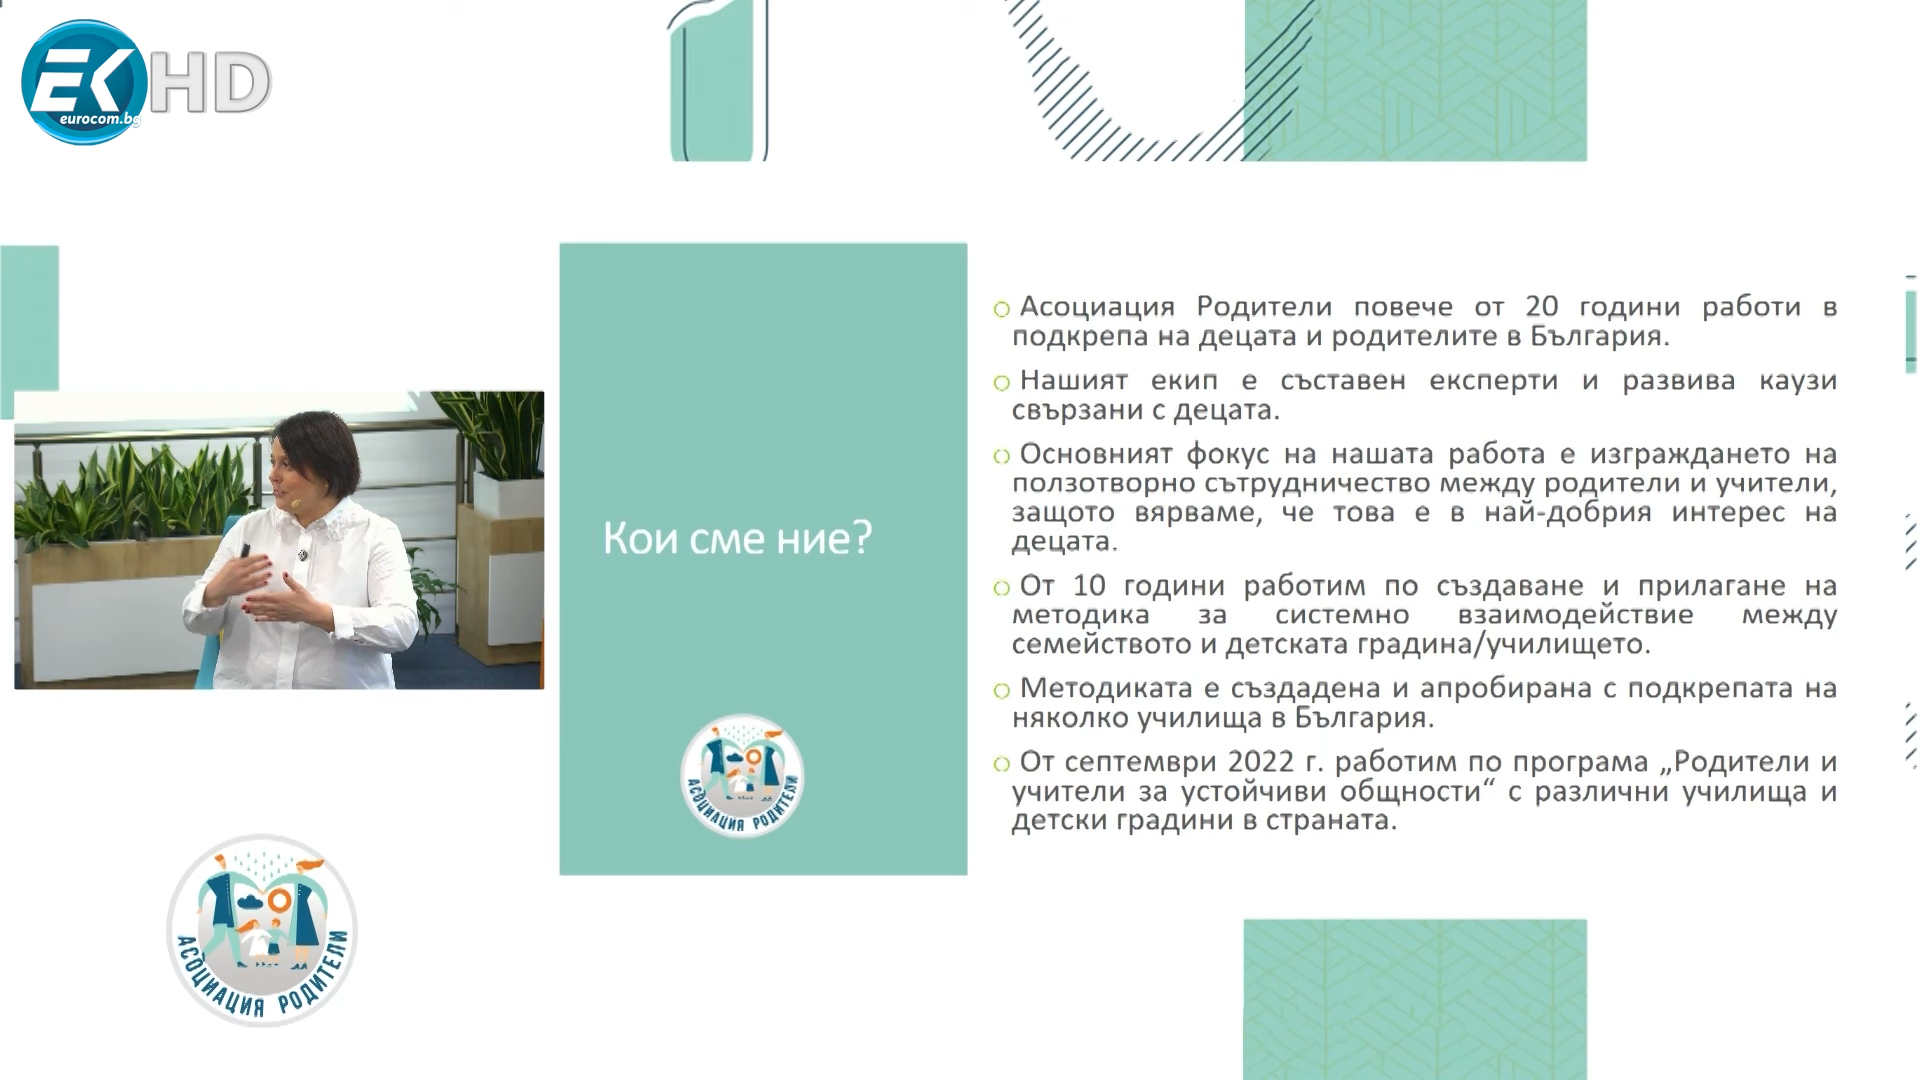 EK HD
eurocom.bg
Кои сме ние?
АСОЦИАЦИЯ РОДИТЕЛИ
Асоциация Родители повече от 20 години работи в
подкрепа на децата и родителите в България.
Нашият екип е съставен експерти и развива каузи
свързани с децата.
Основният фокус на нашата работа е изграждането на
ползотворно сътрудничество между родители и учители,
защото вярваме, че това е в най-добрия интерес на
децата.
От 10 години работим по създаване и прилагане на
методика за системно взаимодействие между
семейството и детската градина/училището.
Методиката е създадена и апробирана с подкрепата на
няколко училища в България.
От септември 2022 г. работим по програма „Родители и
учители за устойчиви общности“ с различни училища и
детски градини в страната.
АСОЦИАЦИЯ РОДИТЕЛИ